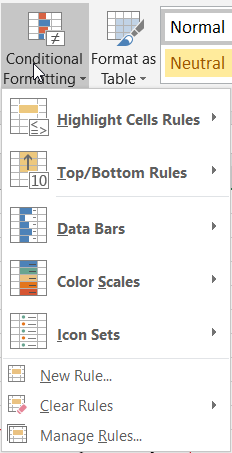 Conditional Formatting
Format as Table
Normal
Neutral
Highlight Cells Rules
Top/Bottom Rules
10
Data Bars
Color Scales
Icon Sets
New Rule...
Clear Rules
Manage Rules...